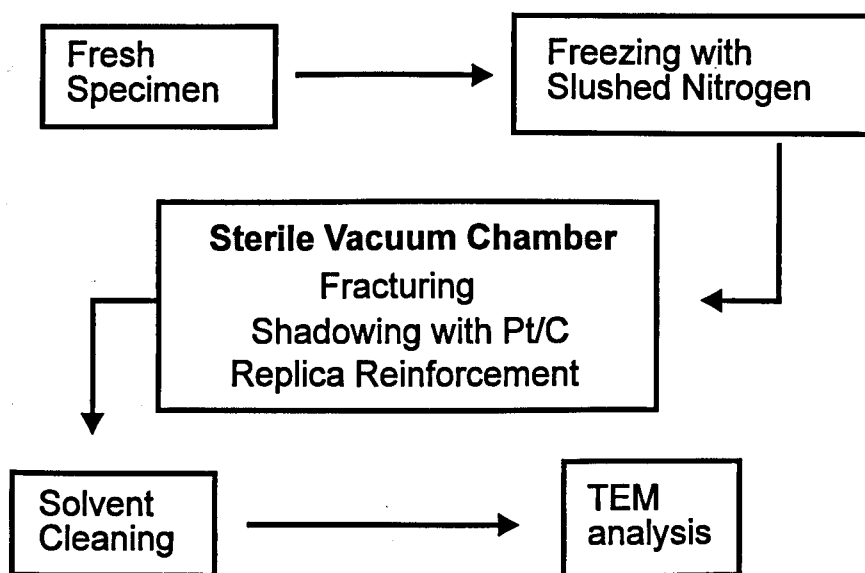 Fresh
Specimen
Freezing with
Slushed Nitrogen
Sterile Vacuum Chamber
Fracturing
Shadowing with Pt/C
Replica Reinforcement
Solvent
Cleaning
TEM
analysis